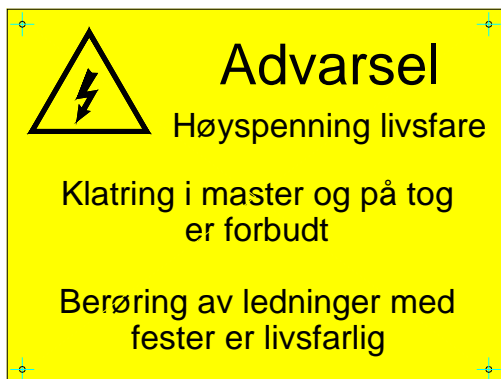 Advarsel
Høyspenning livsfare
Klatring i master og på tog
er forbudt
Berøring av ledninger med
fester er livsfarlig